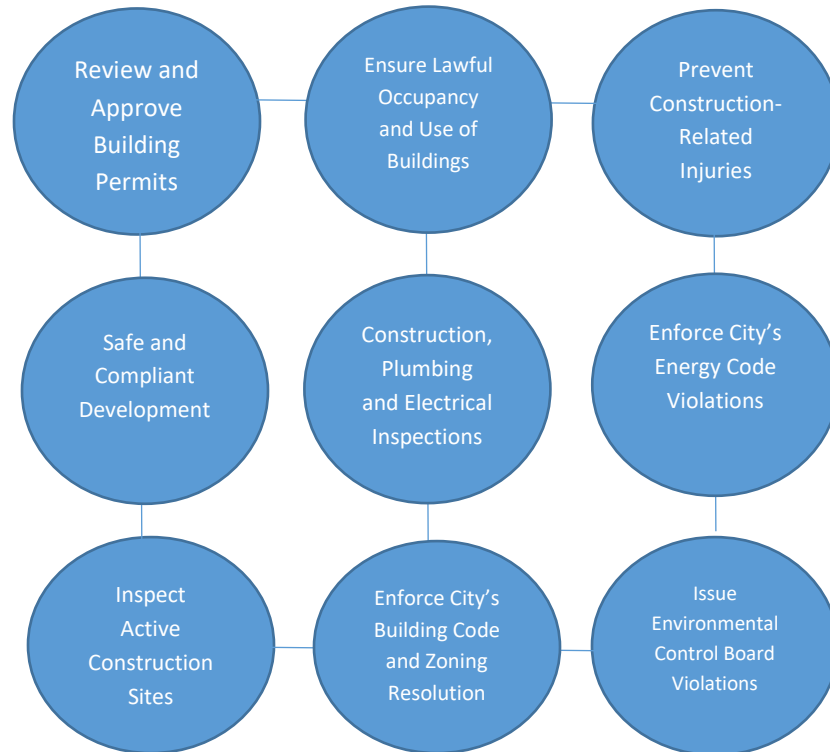 Review and
Approve
Building
Permits
Ensure Lawful
Occupancy
and Use of
Buildings
Prevent
Construction-
Related
Injuries
Safe and
Compliant
Development
Construction,
Plumbing
and Electrical
Inspections
Enforce City’s
Energy Code
Violations
Inspect
Active
Construction
Sites
Enforce City’s
Building Code
and Zoning
Resolution
Issue
Environmental
Control Board
Violations